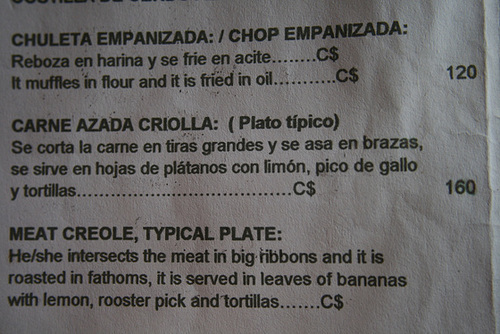 CHULETA EMPANIZADA: / CHOP EMPANIZADA:
Reboza en harina y se frie en acite........C$
It muffles in flour and it is fried in oil............C$ 120
CARNE AZADA CRIOLLA: ( Plato típico)
Se corta la carne en tiras grandes y se asa en brazas,
se sirve en hojas de plátanos con limón, pico de gallo
y tortillas.....................................C$ 160
MEAT CREOLE, TYPICAL PLATE:
He/she intersects the meat in big ribbons and it is
roasted in fathoms, it is served in leaves of bananas
with lemon, rooster pick and tortillas.......C$